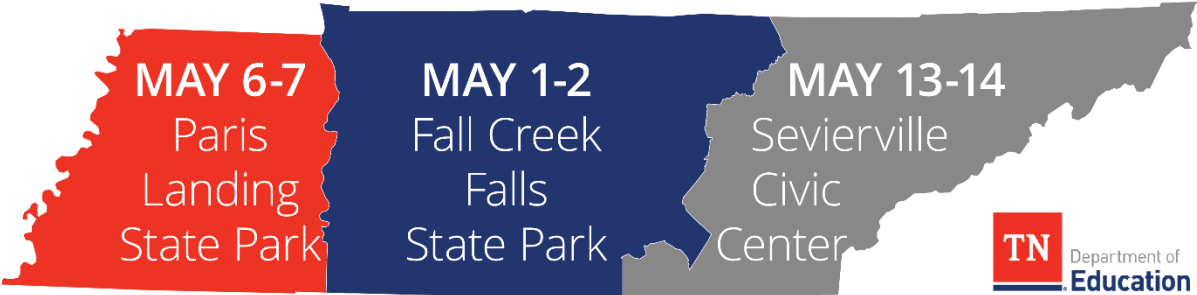 MAY 6-7
Paris
Landing
State Park
MAY 1-2
Fall Creek
Falls
State Park
MAY 13-14
Sevierville
Civic
Center
TN
Department of
Education